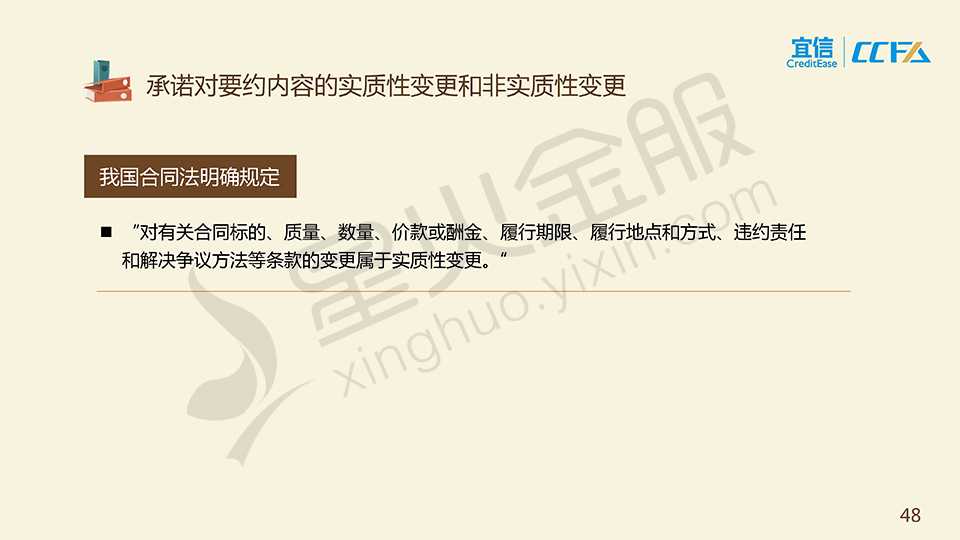 宜信
CreditEase
CCFA
承诺对要约内容的实质性变更和非实质性变更
我国合同法明确规定
■ “对有关合同标的、质量、数量、价款或酬金、履行期限、履行地点和方式、违约责任
和解决争议方法等条款的变更属于实质性变更。“
星火金服
xinghuo.yixin.com
48